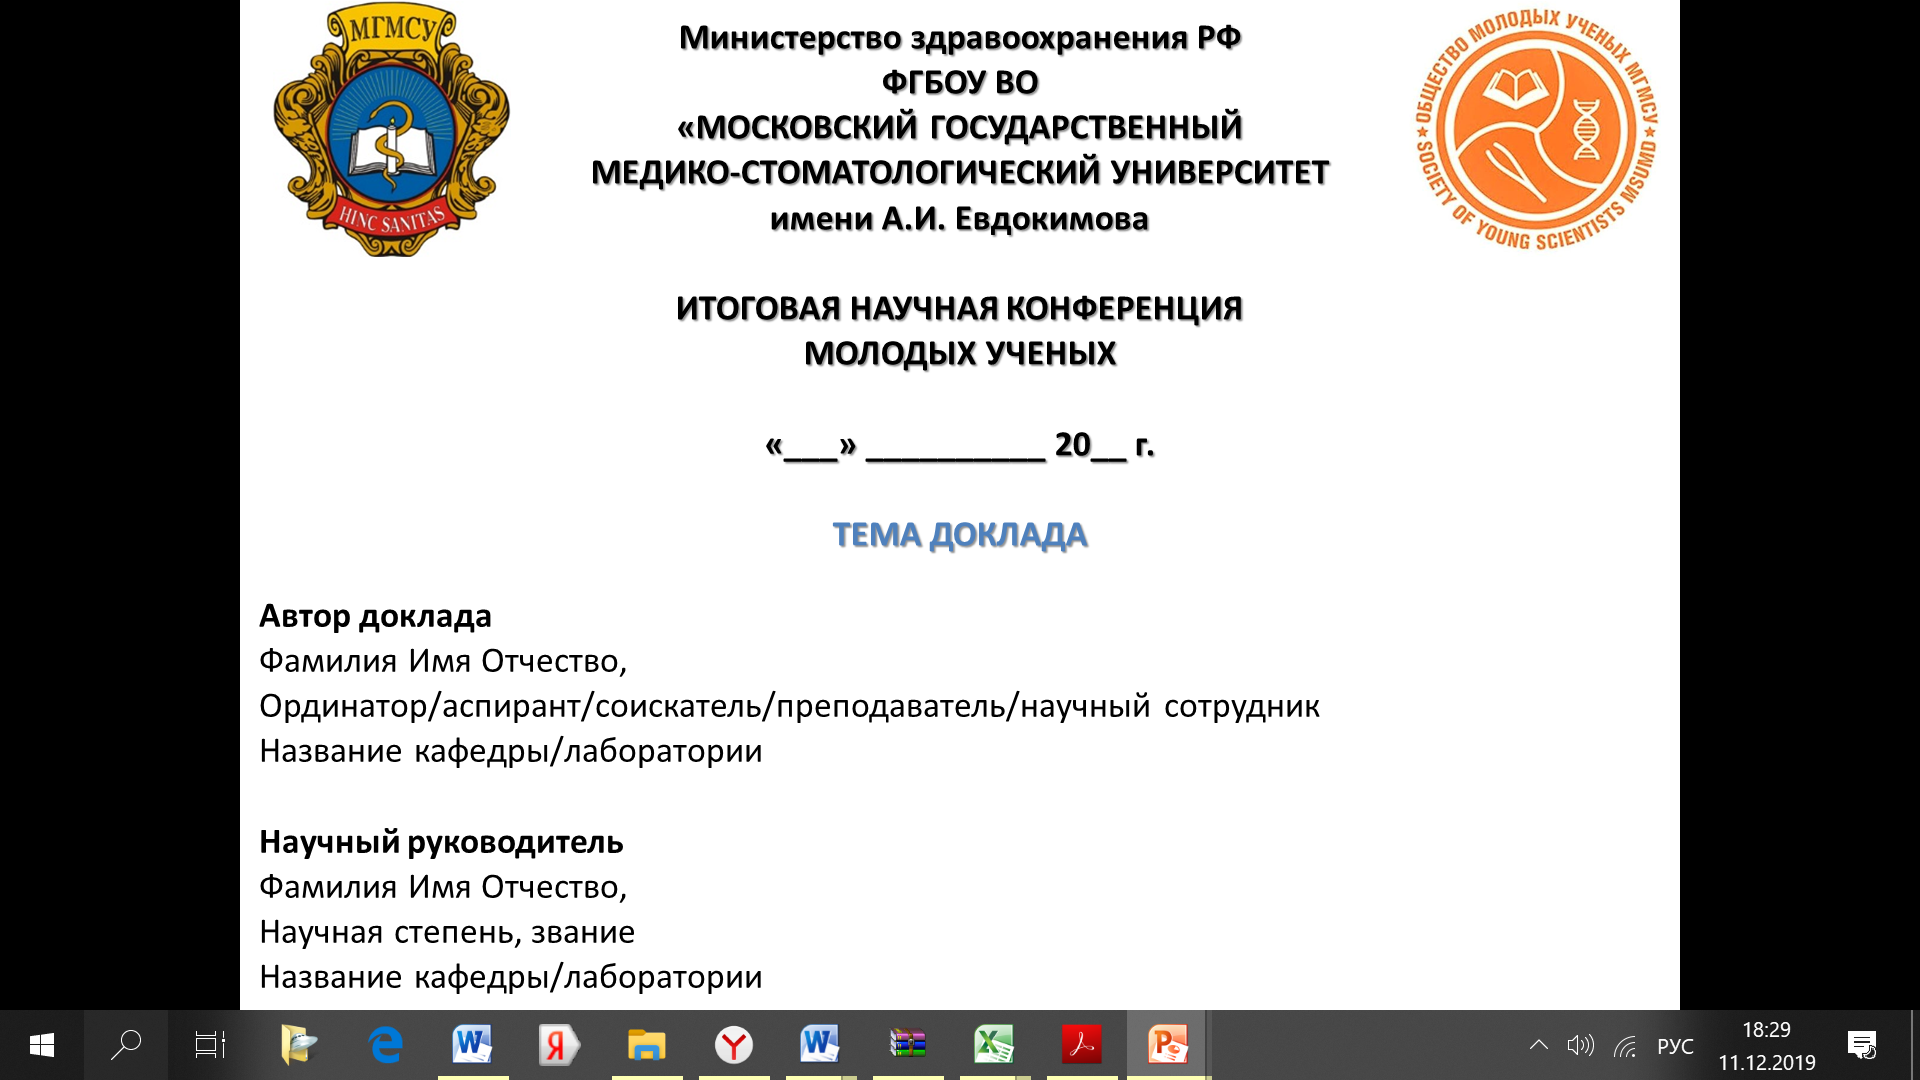 МГМСУ
HINC SANITAS
Министерство здравоохранения РФ
ФГБОУ ВО
«МОСКОВСКИЙ ГОСУДАРСТВЕННЫЙ
МЕДИКО-СТОМАТОЛОГИЧЕСКИЙ УНИВЕРСИТЕТ
имени А.И. Евдокимова
ОБЩЕСТВО МОЛОДЫХ УЧЕНЫХ МГМСУ
SOCIETY OF YOUNG SCIENTISTS MSUMD
ИТОГОВАЯ НАУЧНАЯ КОНФЕРЕНЦИЯ
МОЛОДЫХ УЧЕНЫХ
«___» __________ 20__ г.
ТЕМА ДОКЛАДА
Автор доклада
Фамилия Имя Отчество,
Ординатор/аспирант/соискатель/преподаватель/научный сотрудник
Название кафедры/лаборатории
Научный руководитель
Фамилия Имя Отчество,
Научная степень, звание
Название кафедры/лаборатории
РУС
18:29
11.12.2019